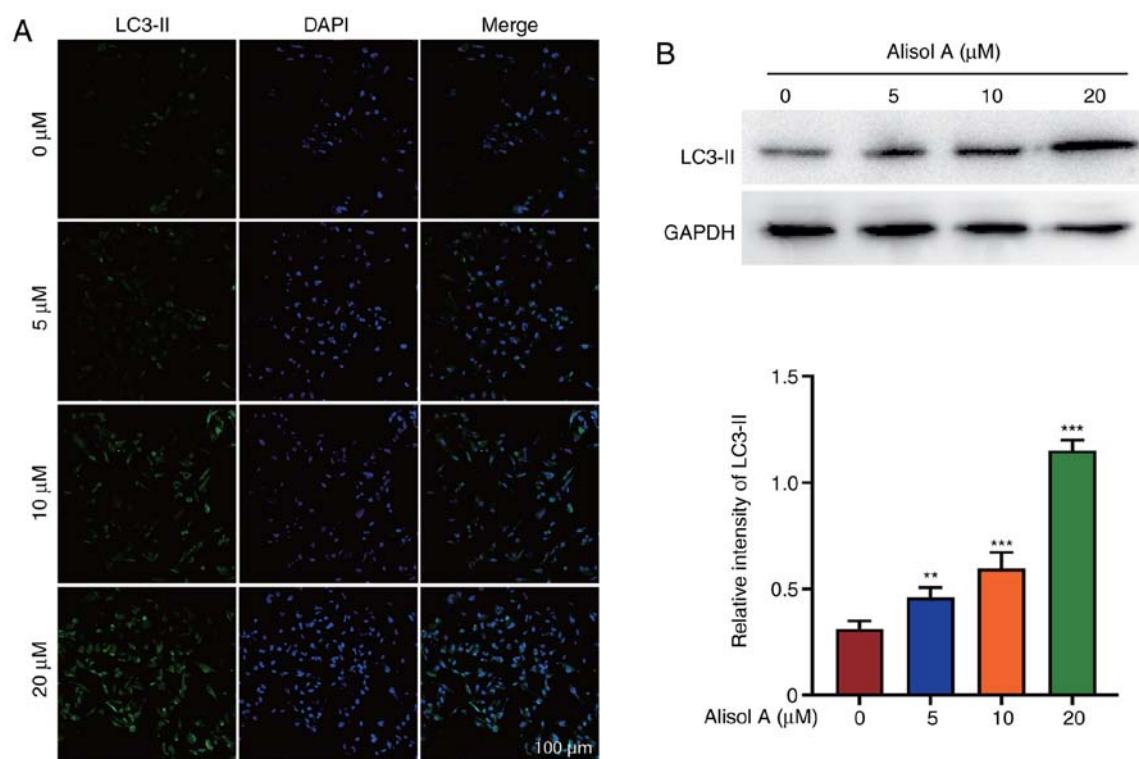 A
LC3-II DAPI Merge
0 μM
5 μM
10 μM
20 μM
100 μm
B
Alisol A (μM)
0 5 10 20
LC3-II
GAPDH
Relative intensity of LC3-II
1.5
1.0
0.5
0
**
***
***
Alisol A (μM) 0 5 10 20